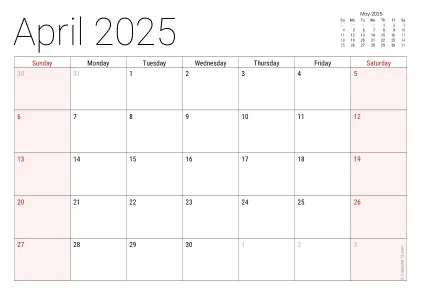 April 2025
May 2025
Su Mo Tu We Th Fr Sa
1 2 3
4 5 6 7 8 9 10
11 12 13 14 15 16 17
18 19 20 21 22 23 24
25 26 27 28 29 30 31
Sunday Monday Tuesday Wednesday Thursday Friday Saturday
30 31 1 2 3 4 5
6 7 8 9 10 11 12
13 14 15 16 17 18 19
20 21 22 23 24 25 26
27 28 29 30 1 2 3